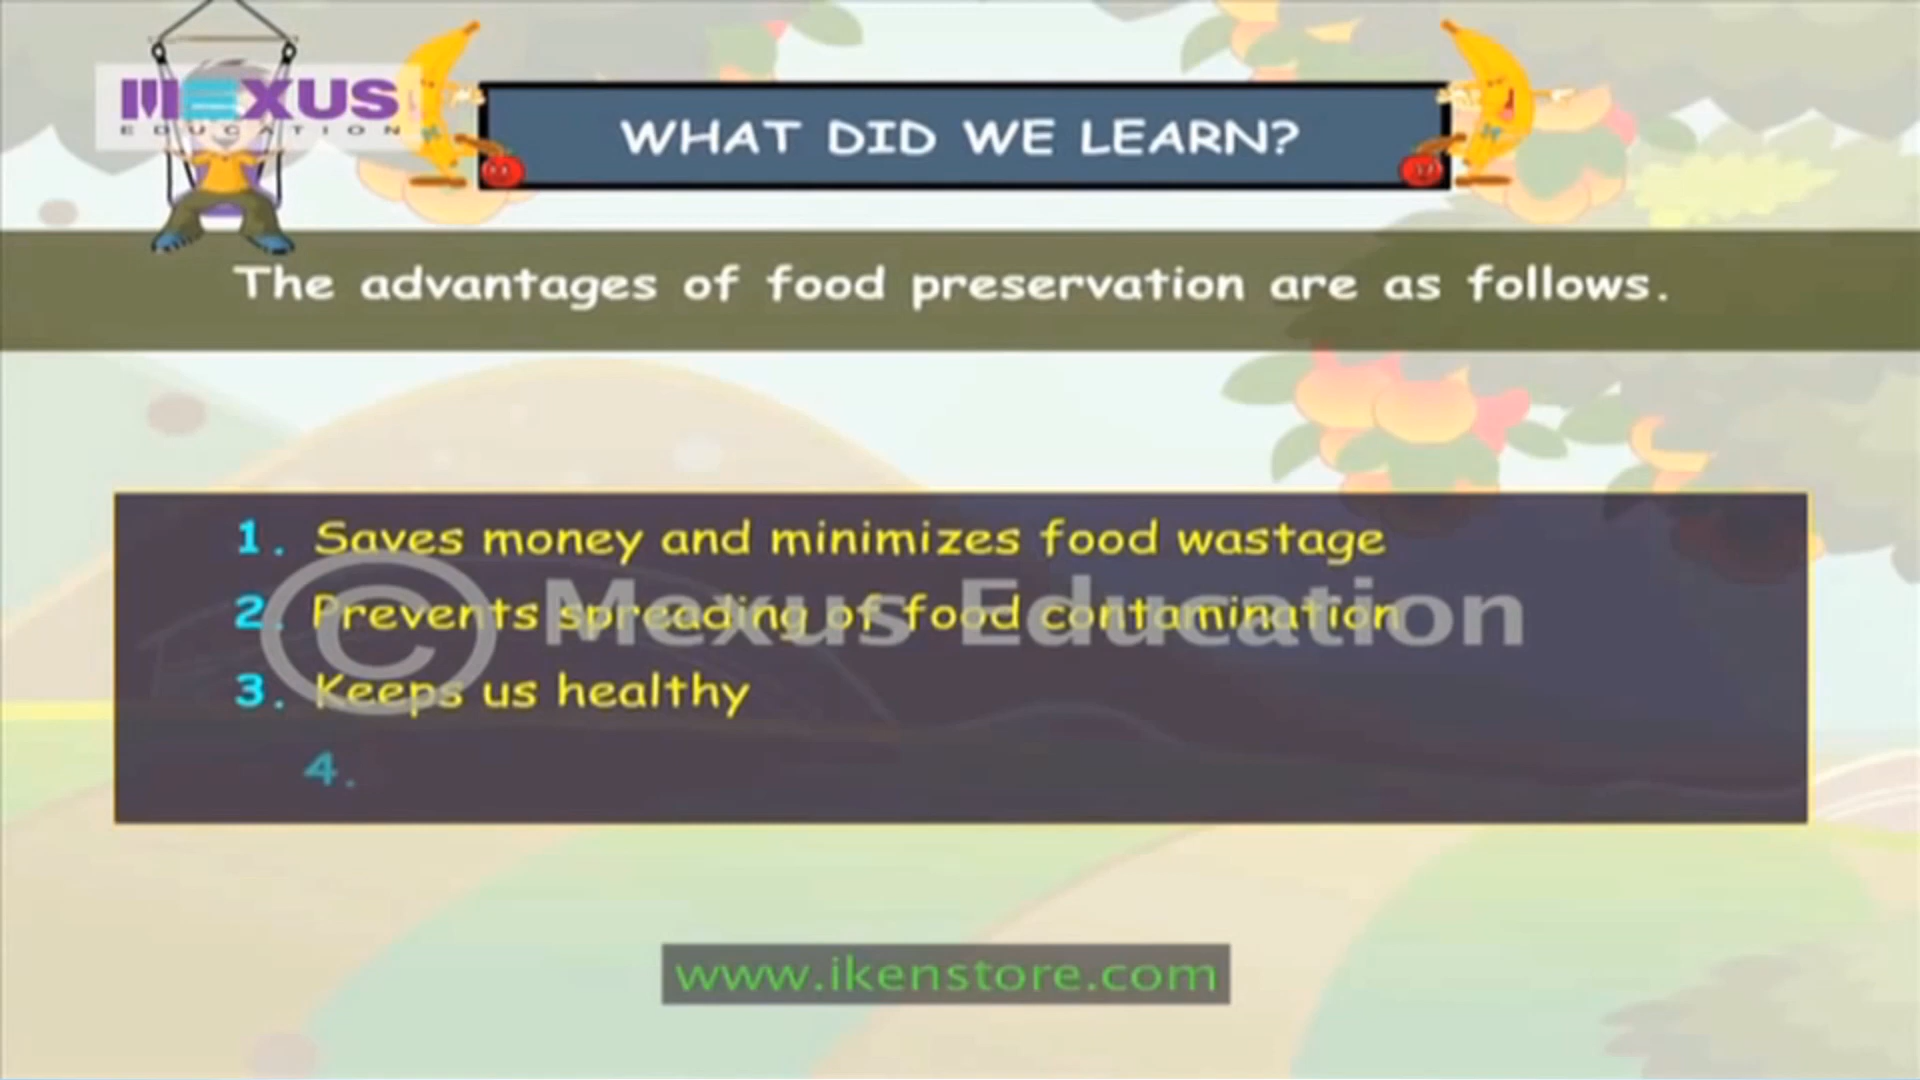 MEXUS
EDUCATION
WHAT DID WE LEARN?
The advantages of food preservation are as follows.
1. Saves money and minimizes food wastage
2. Prevents spreading of food contamination
© Mexus Education
3. Keeps us healthy
4.
www.ikenstore.com